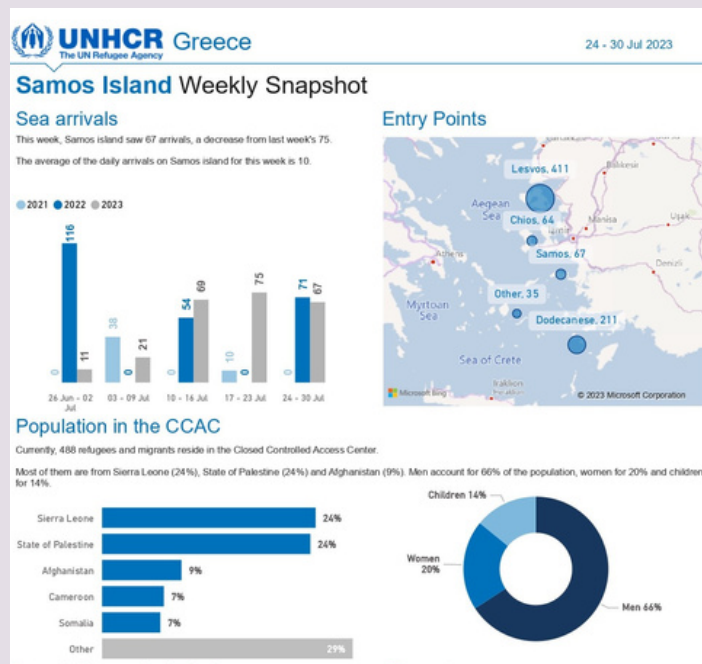 UNHCR Greece
The UN Refugee Agency
24 - 30 Jul 2023
Samos Island Weekly Snapshot
Sea arrivals
This week, Samos island saw 67 arrivals, a decrease from last week's 75.
The average of the daily arrivals on Samos island for this week is 10.
2021 2022 2023
0 116 11
38 0 21
0 54 69
10 0 75
0 71 67
26 Jun - 02 Jul
03 - 09 Jul
10 - 16 Jul
17 - 23 Jul
24 - 30 Jul
Entry Points
Lesvos, 411
Balıkesir
Aegean
Sea
Chios, 64
Izmir
Manisa
Uşak
Athens
Samos, 67
Denizli
Other, 35
Myrtoan
Sea
Dodecanese, 211
Sea of Crete
Iraklion
Microsoft Bing
© 2023 Microsoft Corporation
Population in the CCAC
Currently, 488 refugees and migrants reside in the Closed Controlled Access Center.
Most of them are from Sierra Leone (24%), State of Palestine (24%) and Afghanistan (9%). Men account for 66% of the population, women for 20% and children
for 14%.
Sierra Leone 24%
State of Palestine 24%
Afghanistan 9%
Cameroon 7%
Somalia 7%
Other 29%
Children 14%
Women
20%
Men 66%